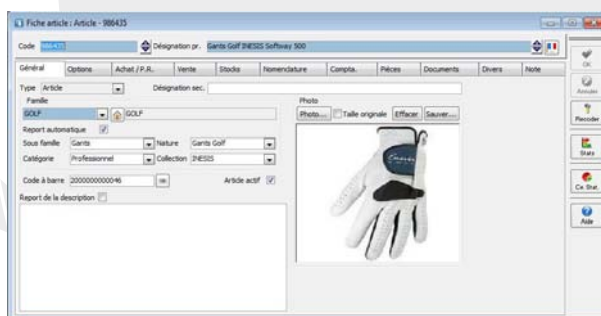 Fiche article : Article - 986435
Code 986435 Désignation pr. Gants Golf INESIS Softway 500
Général Options Achat / P.R. Vente Stocks Nomenclature Compta. Pièces Documents Divers Note
Type Article Désignation sec.
Famille
GOLF GOLF
Report automatique
Sous famille Gants Nature Gants Golf
Catégorie Professionnel Collection INESIS
Code à barre 2000000000046 Article actif
Report de la description
Photo
Photo... Taille originale Effacer Sauver...
OK
Annuler
Recoder
Stats
Ca. Stat.
Aide